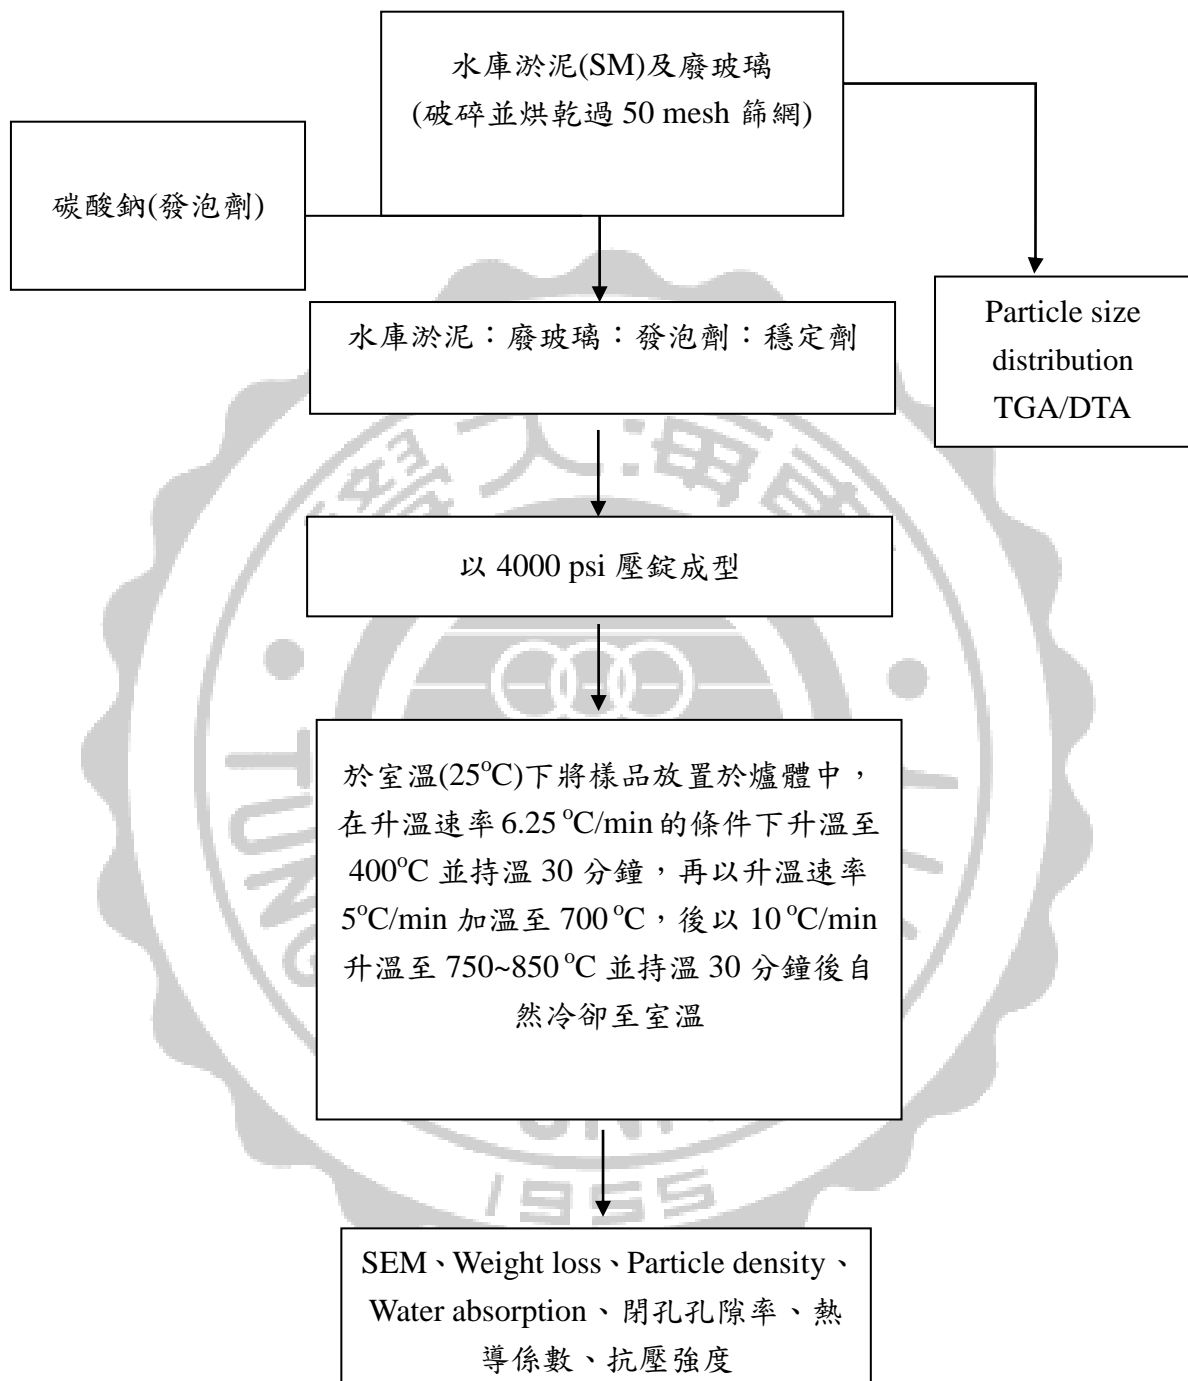 水庫淤泥(SM)及廢玻璃
(破碎並烘乾過 50 mesh 篩網)
碳酸鈉(發泡劑)
Particle size
distribution
TGA/DTA
水庫淤泥：廢玻璃：發泡劑：穩定劑
以 4000 psi 壓錠成型
於室溫(25°C)下將樣品放置於爐體中，
在升溫速率 6.25 °C/min 的條件下升溫至
400°C 並持溫 30 分鐘，再以升溫速率
5°C/min 加溫至 700 °C，後以 10 °C/min
升溫至 750~850 °C 並持溫 30 分鐘後自
然冷卻至室溫
SEM、Weight loss、Particle density、
Water absorption、閉孔孔隙率、熱
導係數、抗壓強度
1955